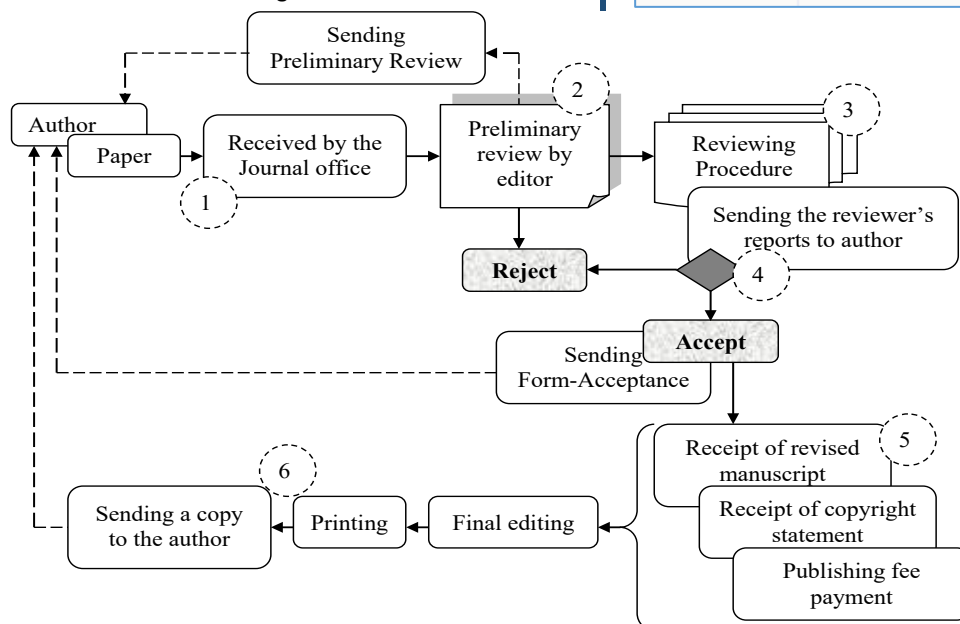 Sending
Preliminary Review
2
3
Author
Paper
Received by the
Journal office
1
Preliminary
review by
editor
Reviewing
Procedure
Sending the reviewer's
reports to author
4
Reject
Accept
Sending
Form-Acceptance
5
Receipt of revised
manuscript
Receipt of copyright
statement
Publishing fee
payment
Final editing
Printing
6
Sending a copy
to the author